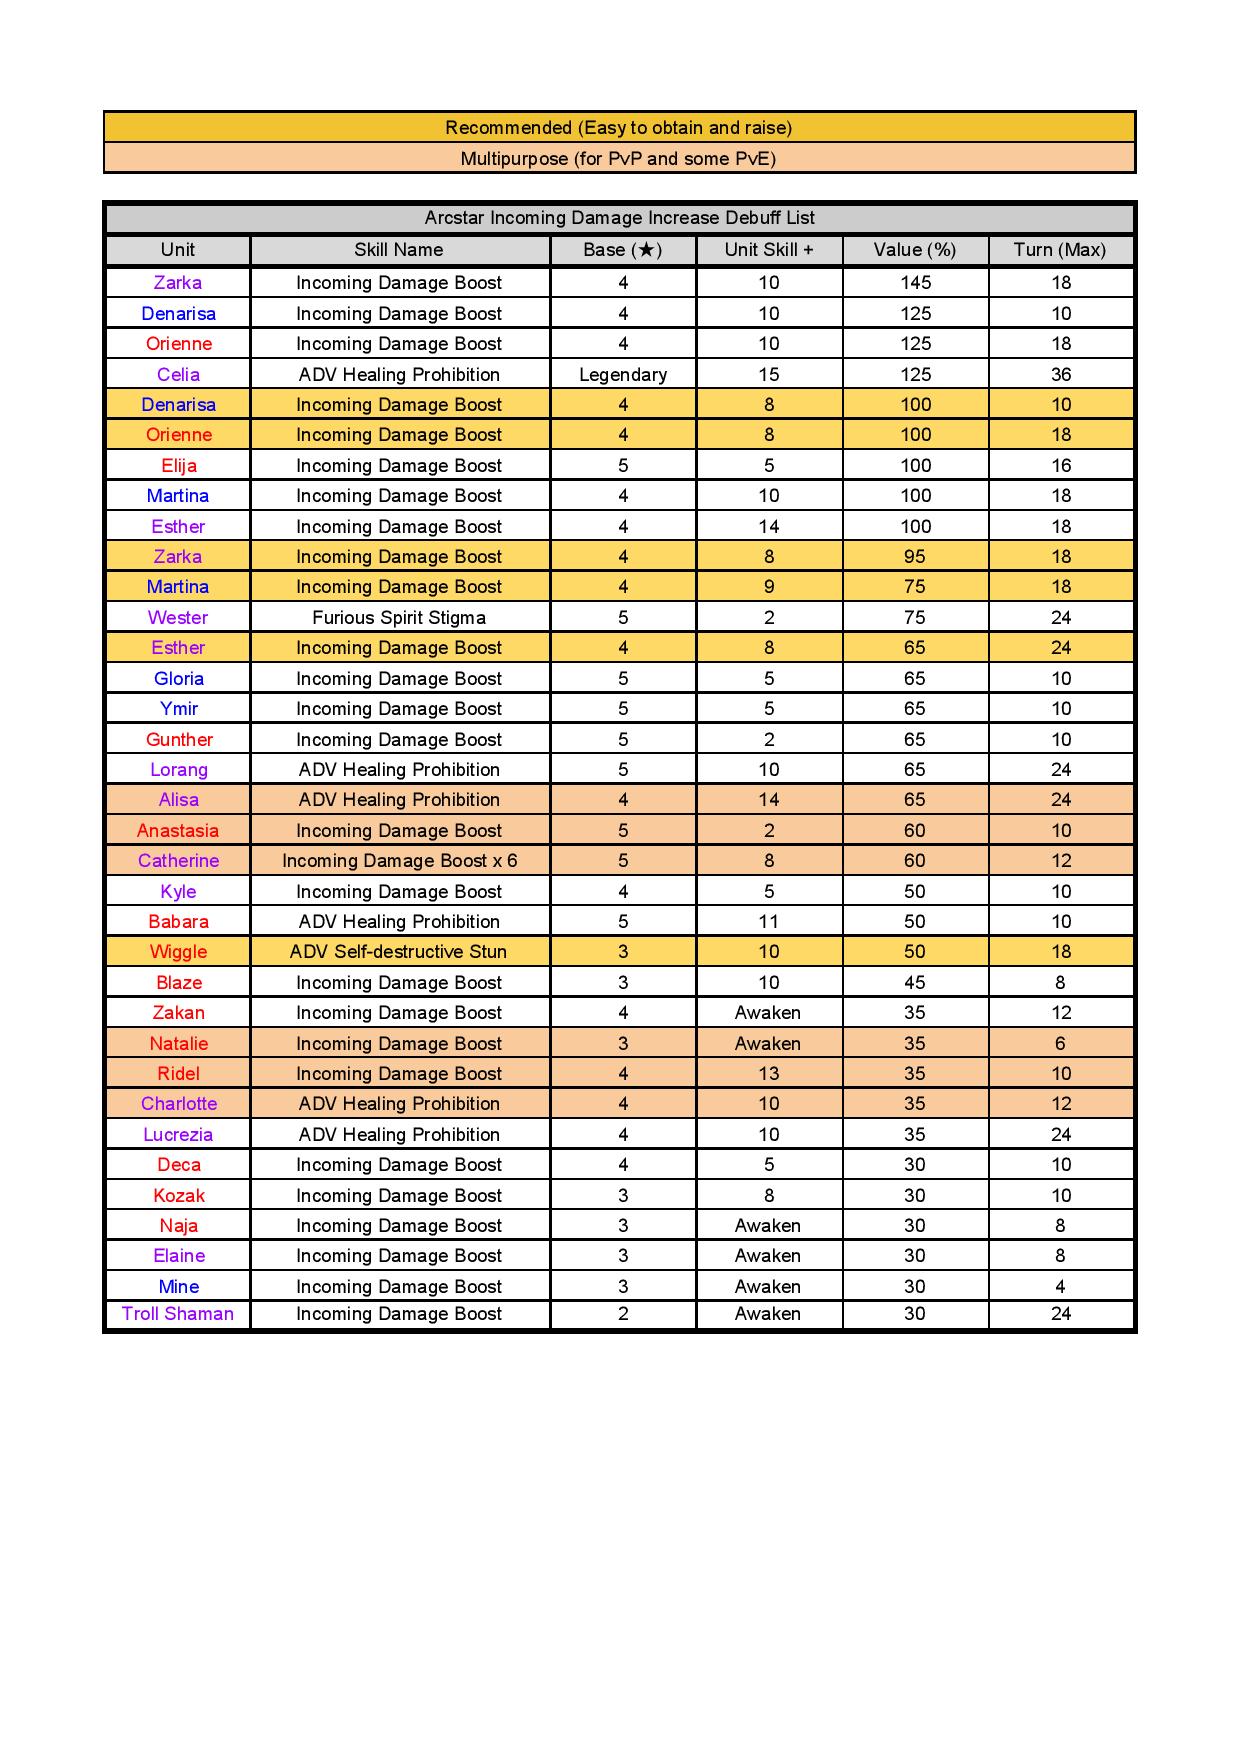 Recommended (Easy to obtain and raise)
Multipurpose (for PvP and some PvE)
Arcstar Incoming Damage Increase Debuff List
Unit Skill Name Base (★) Unit Skill + Value (%) Turn (Max)
Zarka Incoming Damage Boost 4 10 145 18
Denarisa Incoming Damage Boost 4 10 125 10
Orienne Incoming Damage Boost 4 10 125 18
Celia ADV Healing Prohibition Legendary 15 125 36
Denarisa Incoming Damage Boost 4 8 100 10
Orienne Incoming Damage Boost 4 8 100 18
Elija Incoming Damage Boost 5 5 100 16
Martina Incoming Damage Boost 4 10 100 18
Esther Incoming Damage Boost 4 14 100 18
Zarka Incoming Damage Boost 4 8 95 18
Martina Incoming Damage Boost 4 9 75 18
Wester Furious Spirit Stigma 5 2 75 24
Esther Incoming Damage Boost 4 8 65 24
Gloria Incoming Damage Boost 5 5 65 10
Ymir Incoming Damage Boost 5 5 65 10
Gunther Incoming Damage Boost 5 2 65 10
Lorang ADV Healing Prohibition 5 10 65 24
Alisa ADV Healing Prohibition 4 14 65 24
Anastasia Incoming Damage Boost 5 2 60 10
Catherine Incoming Damage Boost x 6 5 8 60 12
Kyle Incoming Damage Boost 4 5 50 10
Babara ADV Healing Prohibition 5 11 50 10
Wiggle ADV Self-destructive Stun 3 10 50 18
Blaze Incoming Damage Boost 3 10 45 8
Zakan Incoming Damage Boost 4 Awaken 35 12
Natalie Incoming Damage Boost 3 Awaken 35 6
Ridel Incoming Damage Boost 4 13 35 10
Charlotte ADV Healing Prohibition 4 10 35 12
Lucrezia ADV Healing Prohibition 4 10 35 24
Deca Incoming Damage Boost 4 5 30 10
Kozak Incoming Damage Boost 3 8 30 10
Naja Incoming Damage Boost 3 Awaken 30 8
Elaine Incoming Damage Boost 3 Awaken 30 8
Mine Incoming Damage Boost 3 Awaken 30 4
Troll Shaman Incoming Damage Boost 2 Awaken 30 24